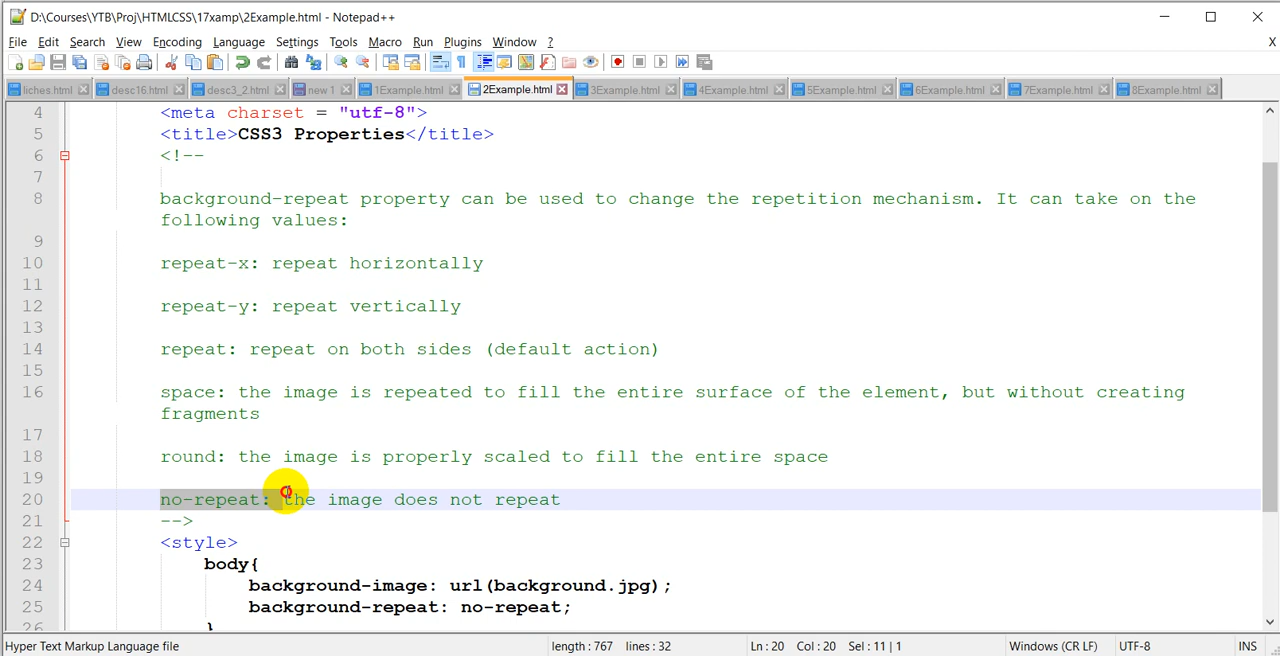 D:\Courses\YTB\Proj\HTMLCSS\17xamp\2Example.html - Notepad++
File Edit Search View Encoding Language Settings Tools Macro Run Plugins Window ? X
liches.html desc16.html desc3_2.html new 1 1Example.html 2Example.html 3Example.html 4Example.html 5Example.html 6Example.html 7Example.html 8Example.html
4 <meta charset = "utf-8">
5 <title>CSS3 Properties</title>
6 <!--
7
8 background-repeat property can be used to change the repetition mechanism. It can take on the
following values:
9
10 repeat-x: repeat horizontally
11
12 repeat-y: repeat vertically
13
14 repeat: repeat on both sides (default action)
15
16 space: the image is repeated to fill the entire surface of the element, but without creating
fragments
17
18 round: the image is properly scaled to fill the entire space
19
20 no-repeat: the image does not repeat
21 -->
22 <style>
23 body{
24 background-image: url(background.jpg);
25 background-repeat: no-repeat;
26 }
Hyper Text Markup Language file length : 767 lines : 32 Ln : 20 Col : 20 Sel : 11 | 1 Windows (CR LF) UTF-8 INS